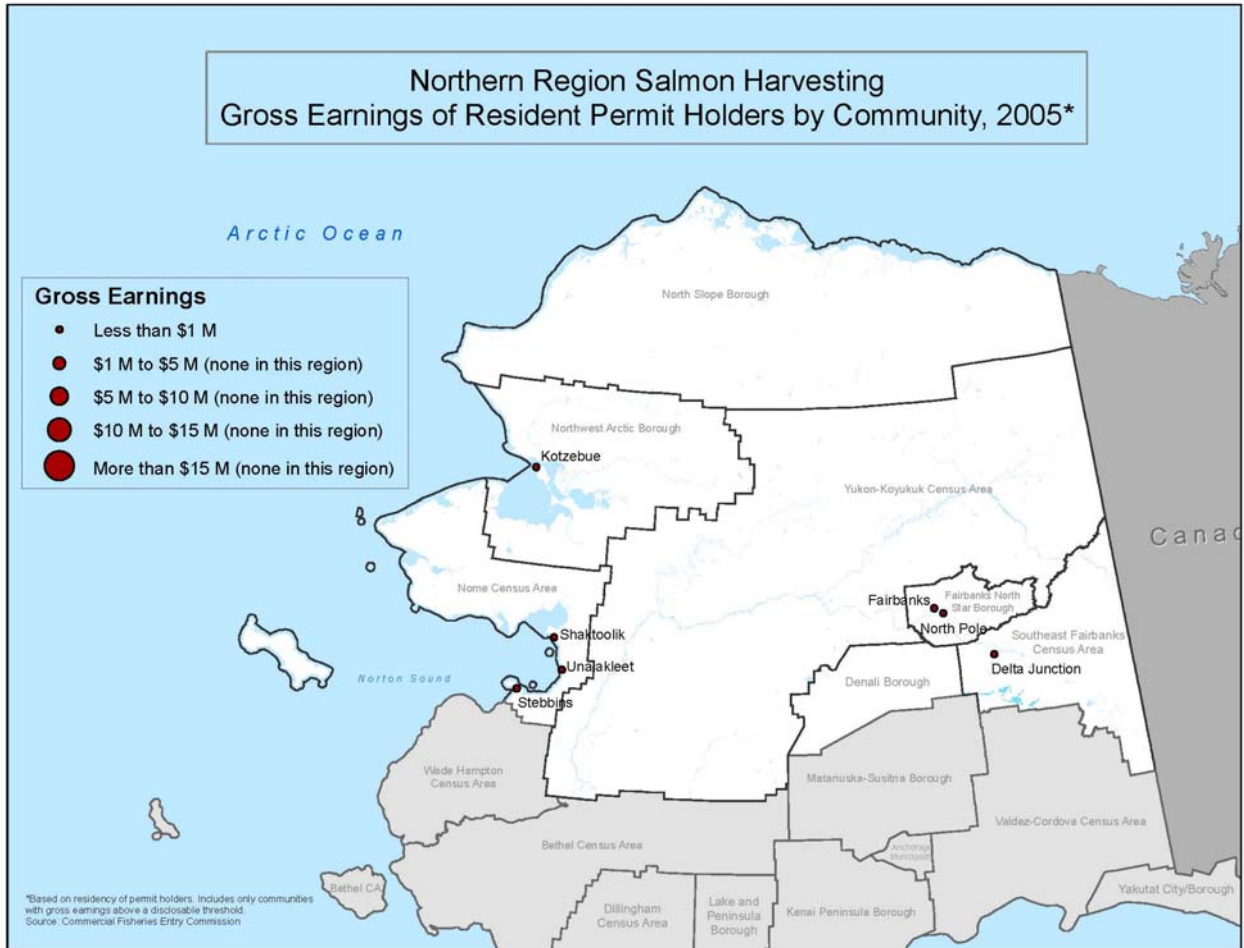 Northern Region Salmon Harvesting
Gross Earnings of Resident Permit Holders by Community, 2005*
Arctic Ocean
Gross Earnings
Less than $1 M
$1 M to $5 M (none in this region)
$5 M to $10 M (none in this region)
$10 M to $15 M (none in this region)
More than $15 M (none in this region)
North Slope Borough
Northwest Arctic Borough
Kotzebue
Yukon-Koyukuk Census Area
Canad
Nome Census Area
Fairbanks
Fairbanks North
Star Borough
North Pole
Shaktoolik
Southeast Fairbanks
Census Area
Unalakleet
Delta Junction
Norton Sound
Denali Borough
Stebbins
Wade Hampton
Census Area
Matanuska-Susitna Borough
Valdez-Cordova Census Area
Bethel Census Area
Anchorage
Municipality
Bethel CA
Yakutat City/Borough
Dillingham
Census Area
Lake and
Peninsula
Borough
Kenai Peninsula Borough
*Based on residency of permit holders. Includes only communities
with gross earnings above a disclosable threshold.
Source: Commercial Fisheries Entry Commission